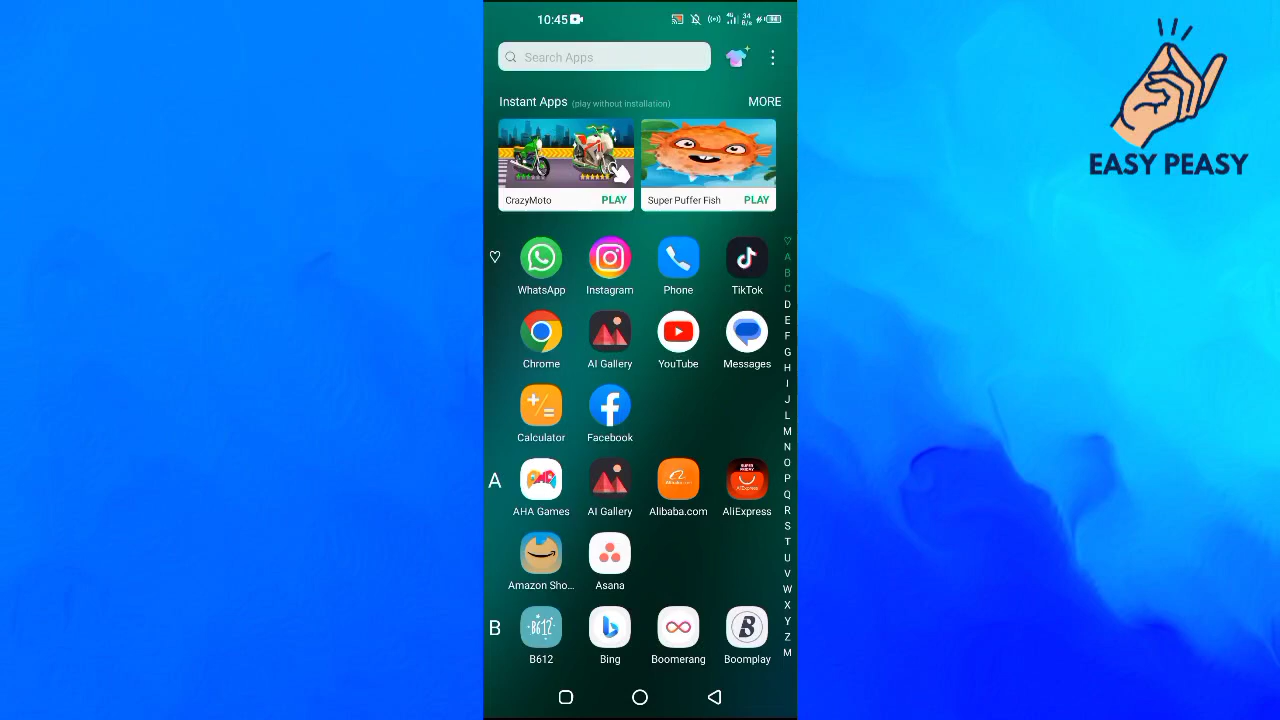 10:45
4G
34
B/s
Search Apps
Instant Apps (play without installation)
MORE
CrazyMoto
PLAY
Super Puffer Fish
PLAY
WhatsApp
Instagram
Phone
TikTok
Chrome
AI Gallery
YouTube
Messages
Calculator
Facebook
A
AHA Games
AI Gallery
Alibaba.com
AliExpress
Amazon Sho...
Asana
B
B612
Bing
Boomerang
Boomplay
A
B
C
D
E
F
G
H
I
J
L
M
N
O
P
Q
R
S
T
U
V
W
X
Y
Z
M
EASY PEASY